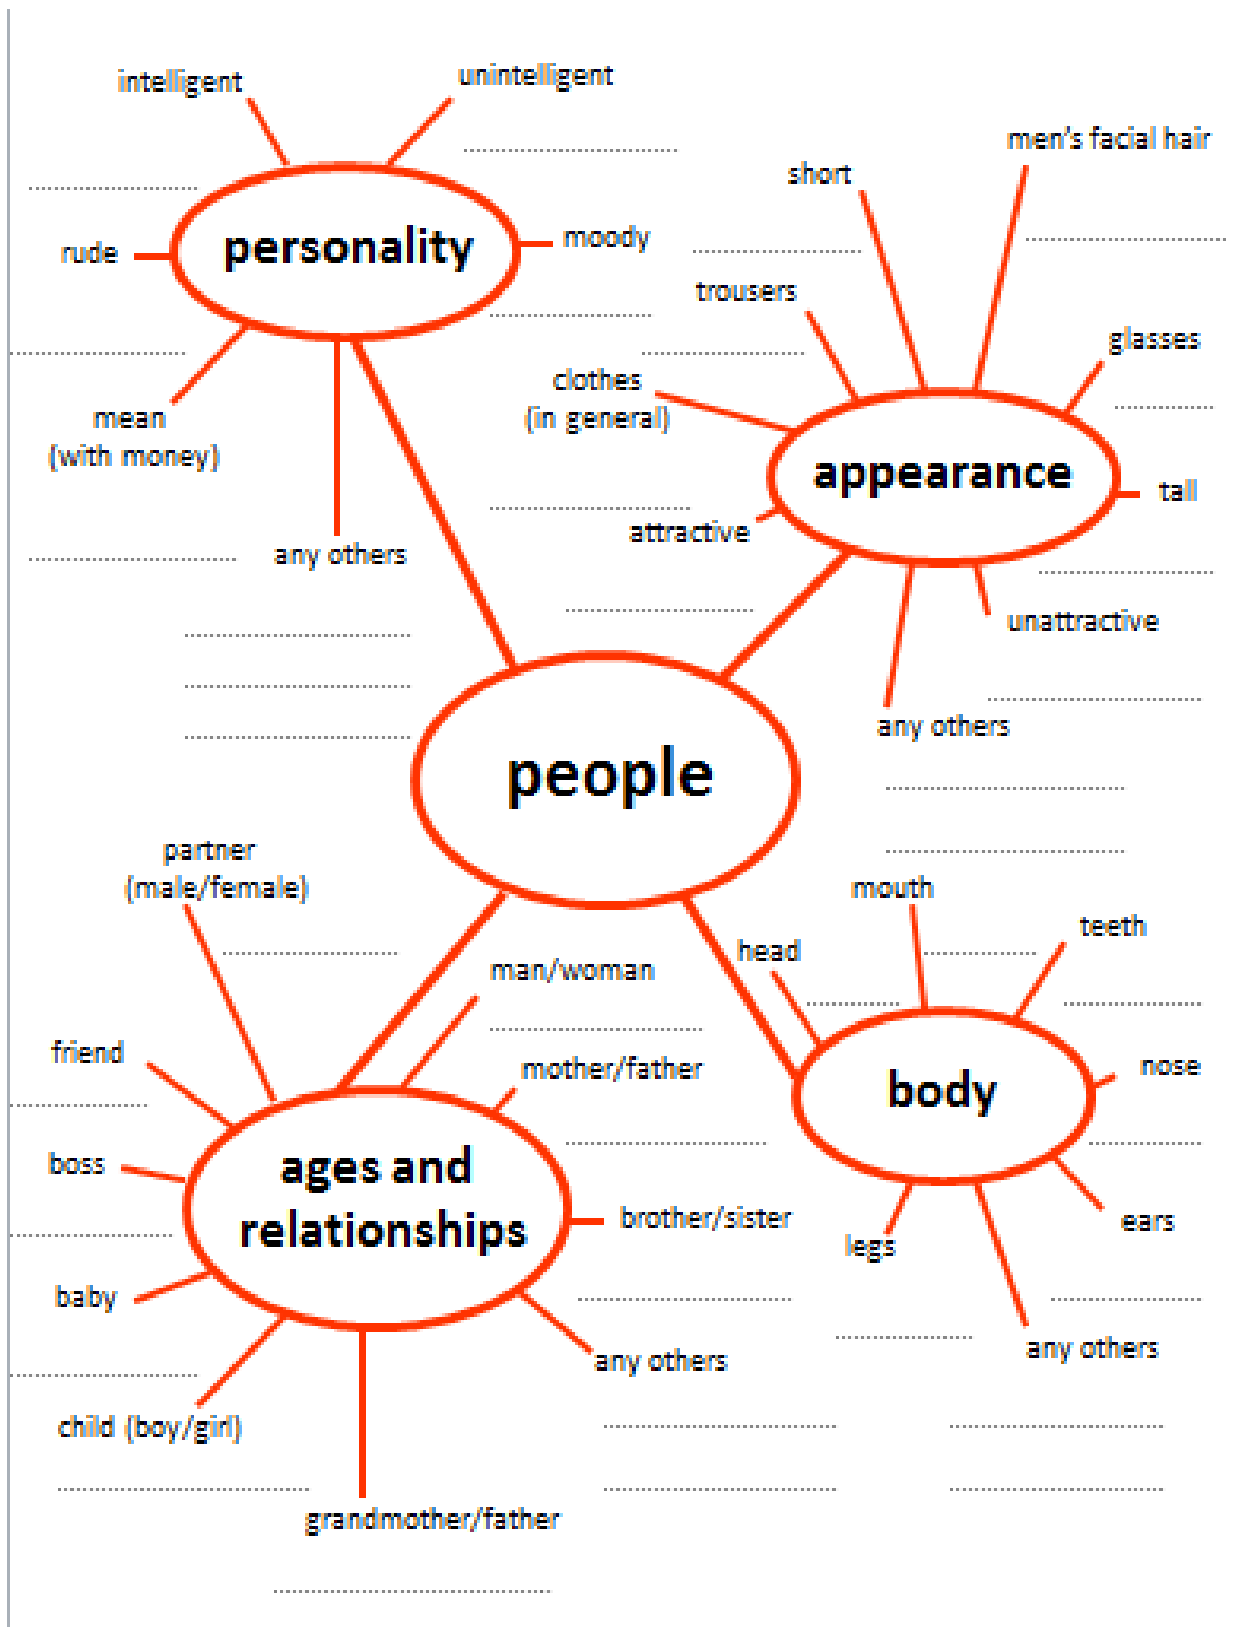 intelligent
unintelligent
rude
personality
moody
mean
(with money)
any others
men's facial hair
short
trousers
glasses
clothes
(in general)
appearance
tall
attractive
unattractive
any others
people
partner
(male/female)
man/woman
friend
mother/father
boss
ages and
relationships
brother/sister
baby
any others
child (boy/girl)
grandmother/father
mouth
teeth
head
nose
body
ears
legs
any others